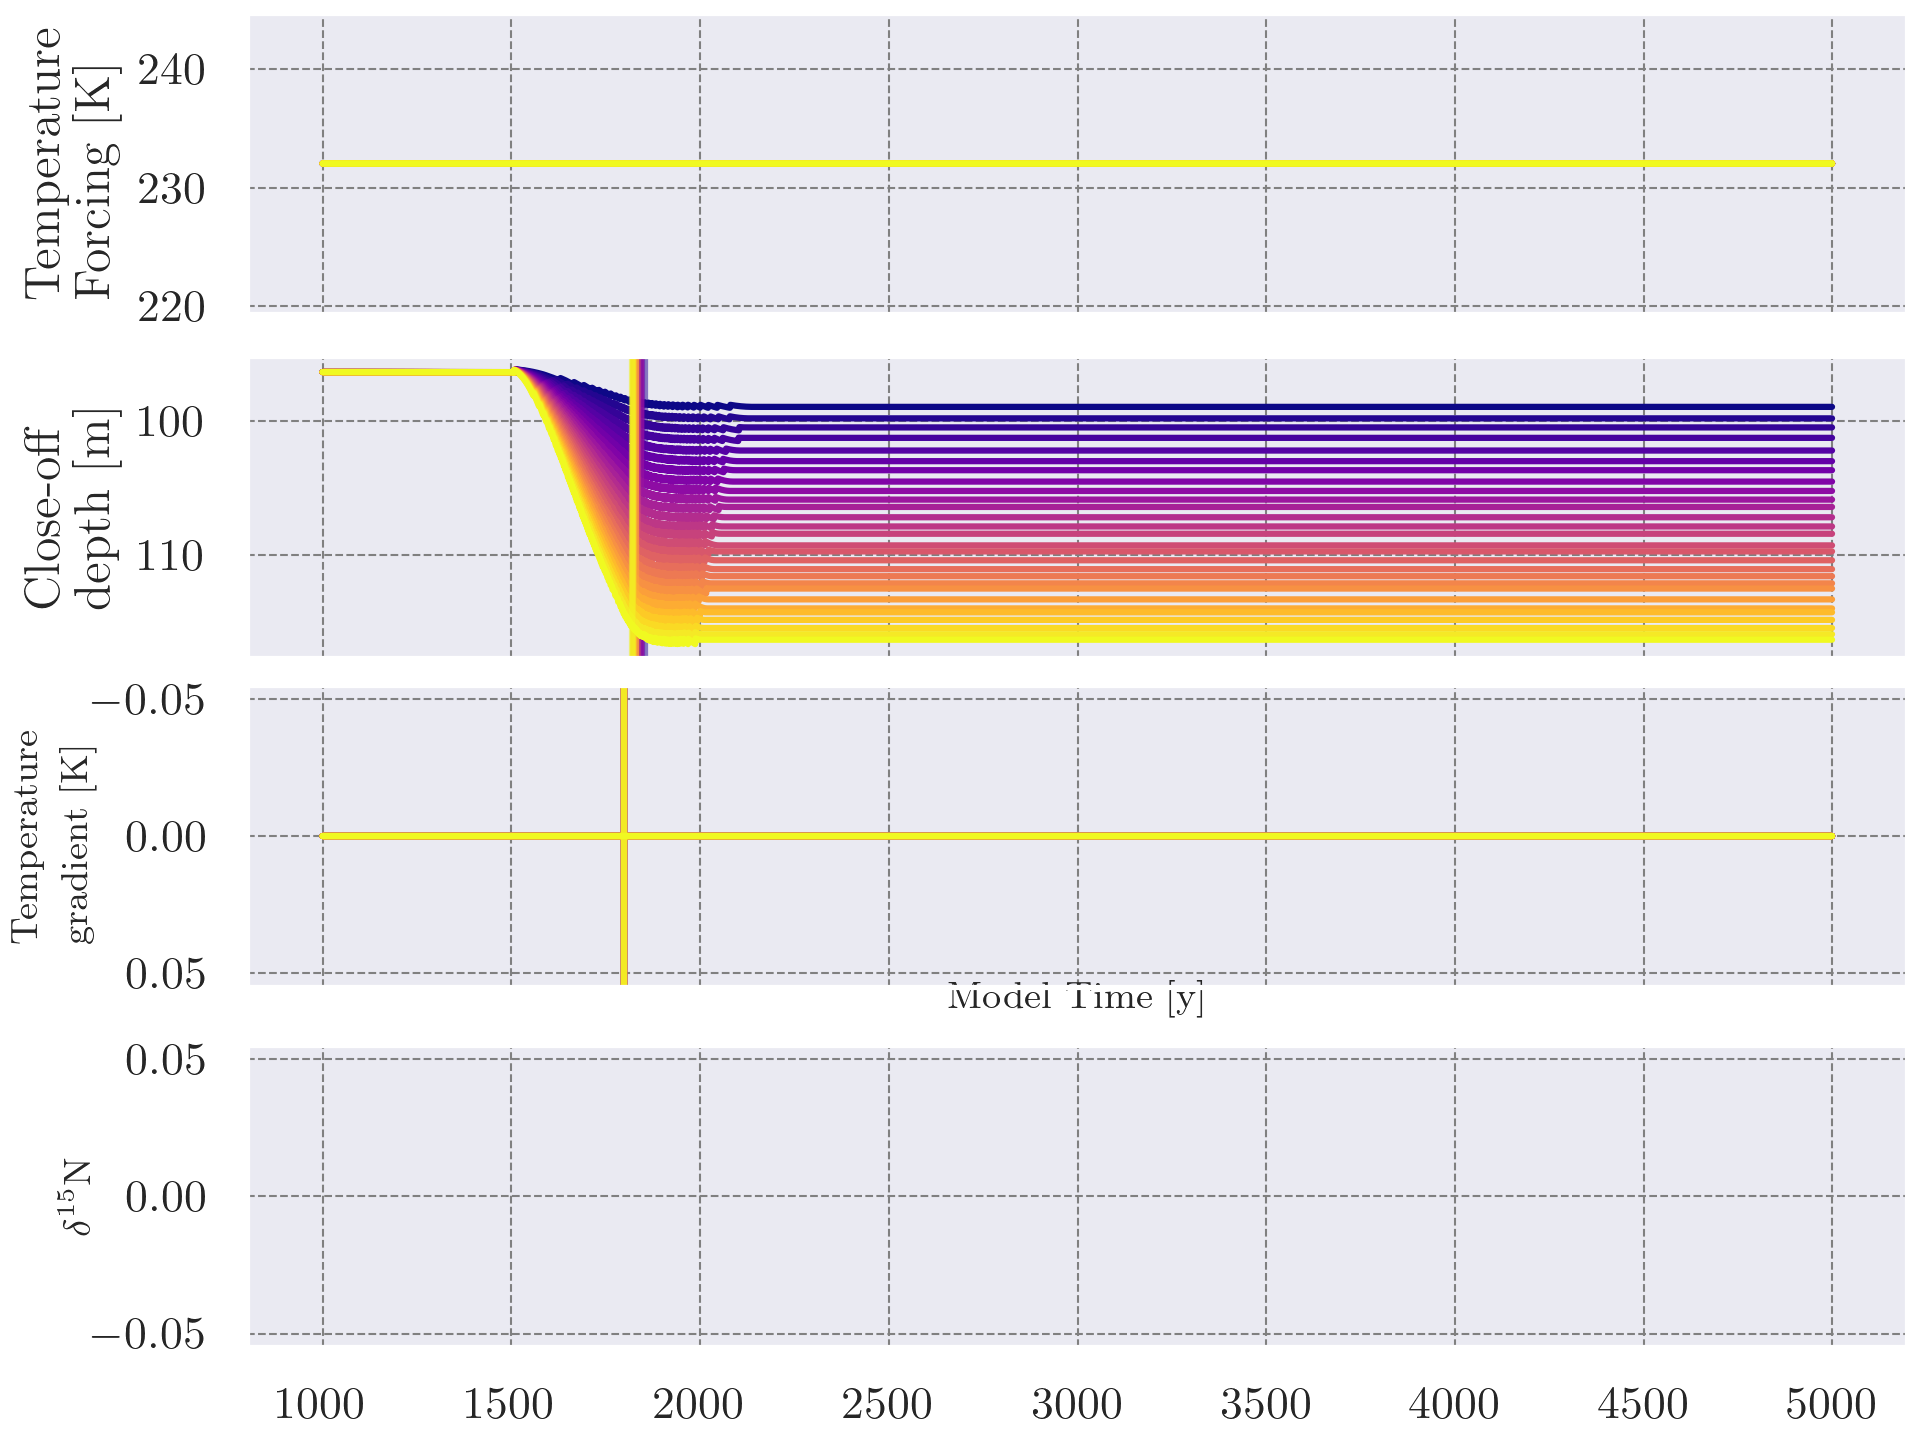 Temperature
Forcing [K]
240
230
220
Close-off
depth [m]
100
110
Temperature
gradient [K]
−0.05
0.00
0.05
Model Time [y]
δ¹⁵N
0.05
0.00
−0.05
1000 1500 2000 2500 3000 3500 4000 4500 5000